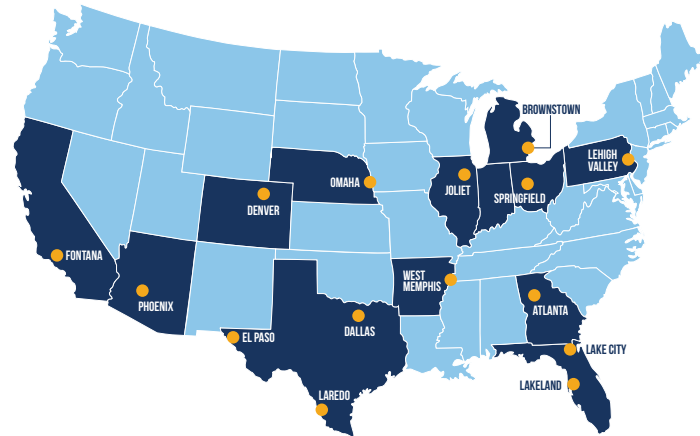 BROWNSTOWN
LEHIGH
VALLEY
OMAHA
JOLIET
SPRINGFIELD
DENVER
FONTANA
WEST
MEMPHIS
PHOENIX
ATLANTA
DALLAS
EL PASO
LAKE CITY
LAKELAND
LAREDO